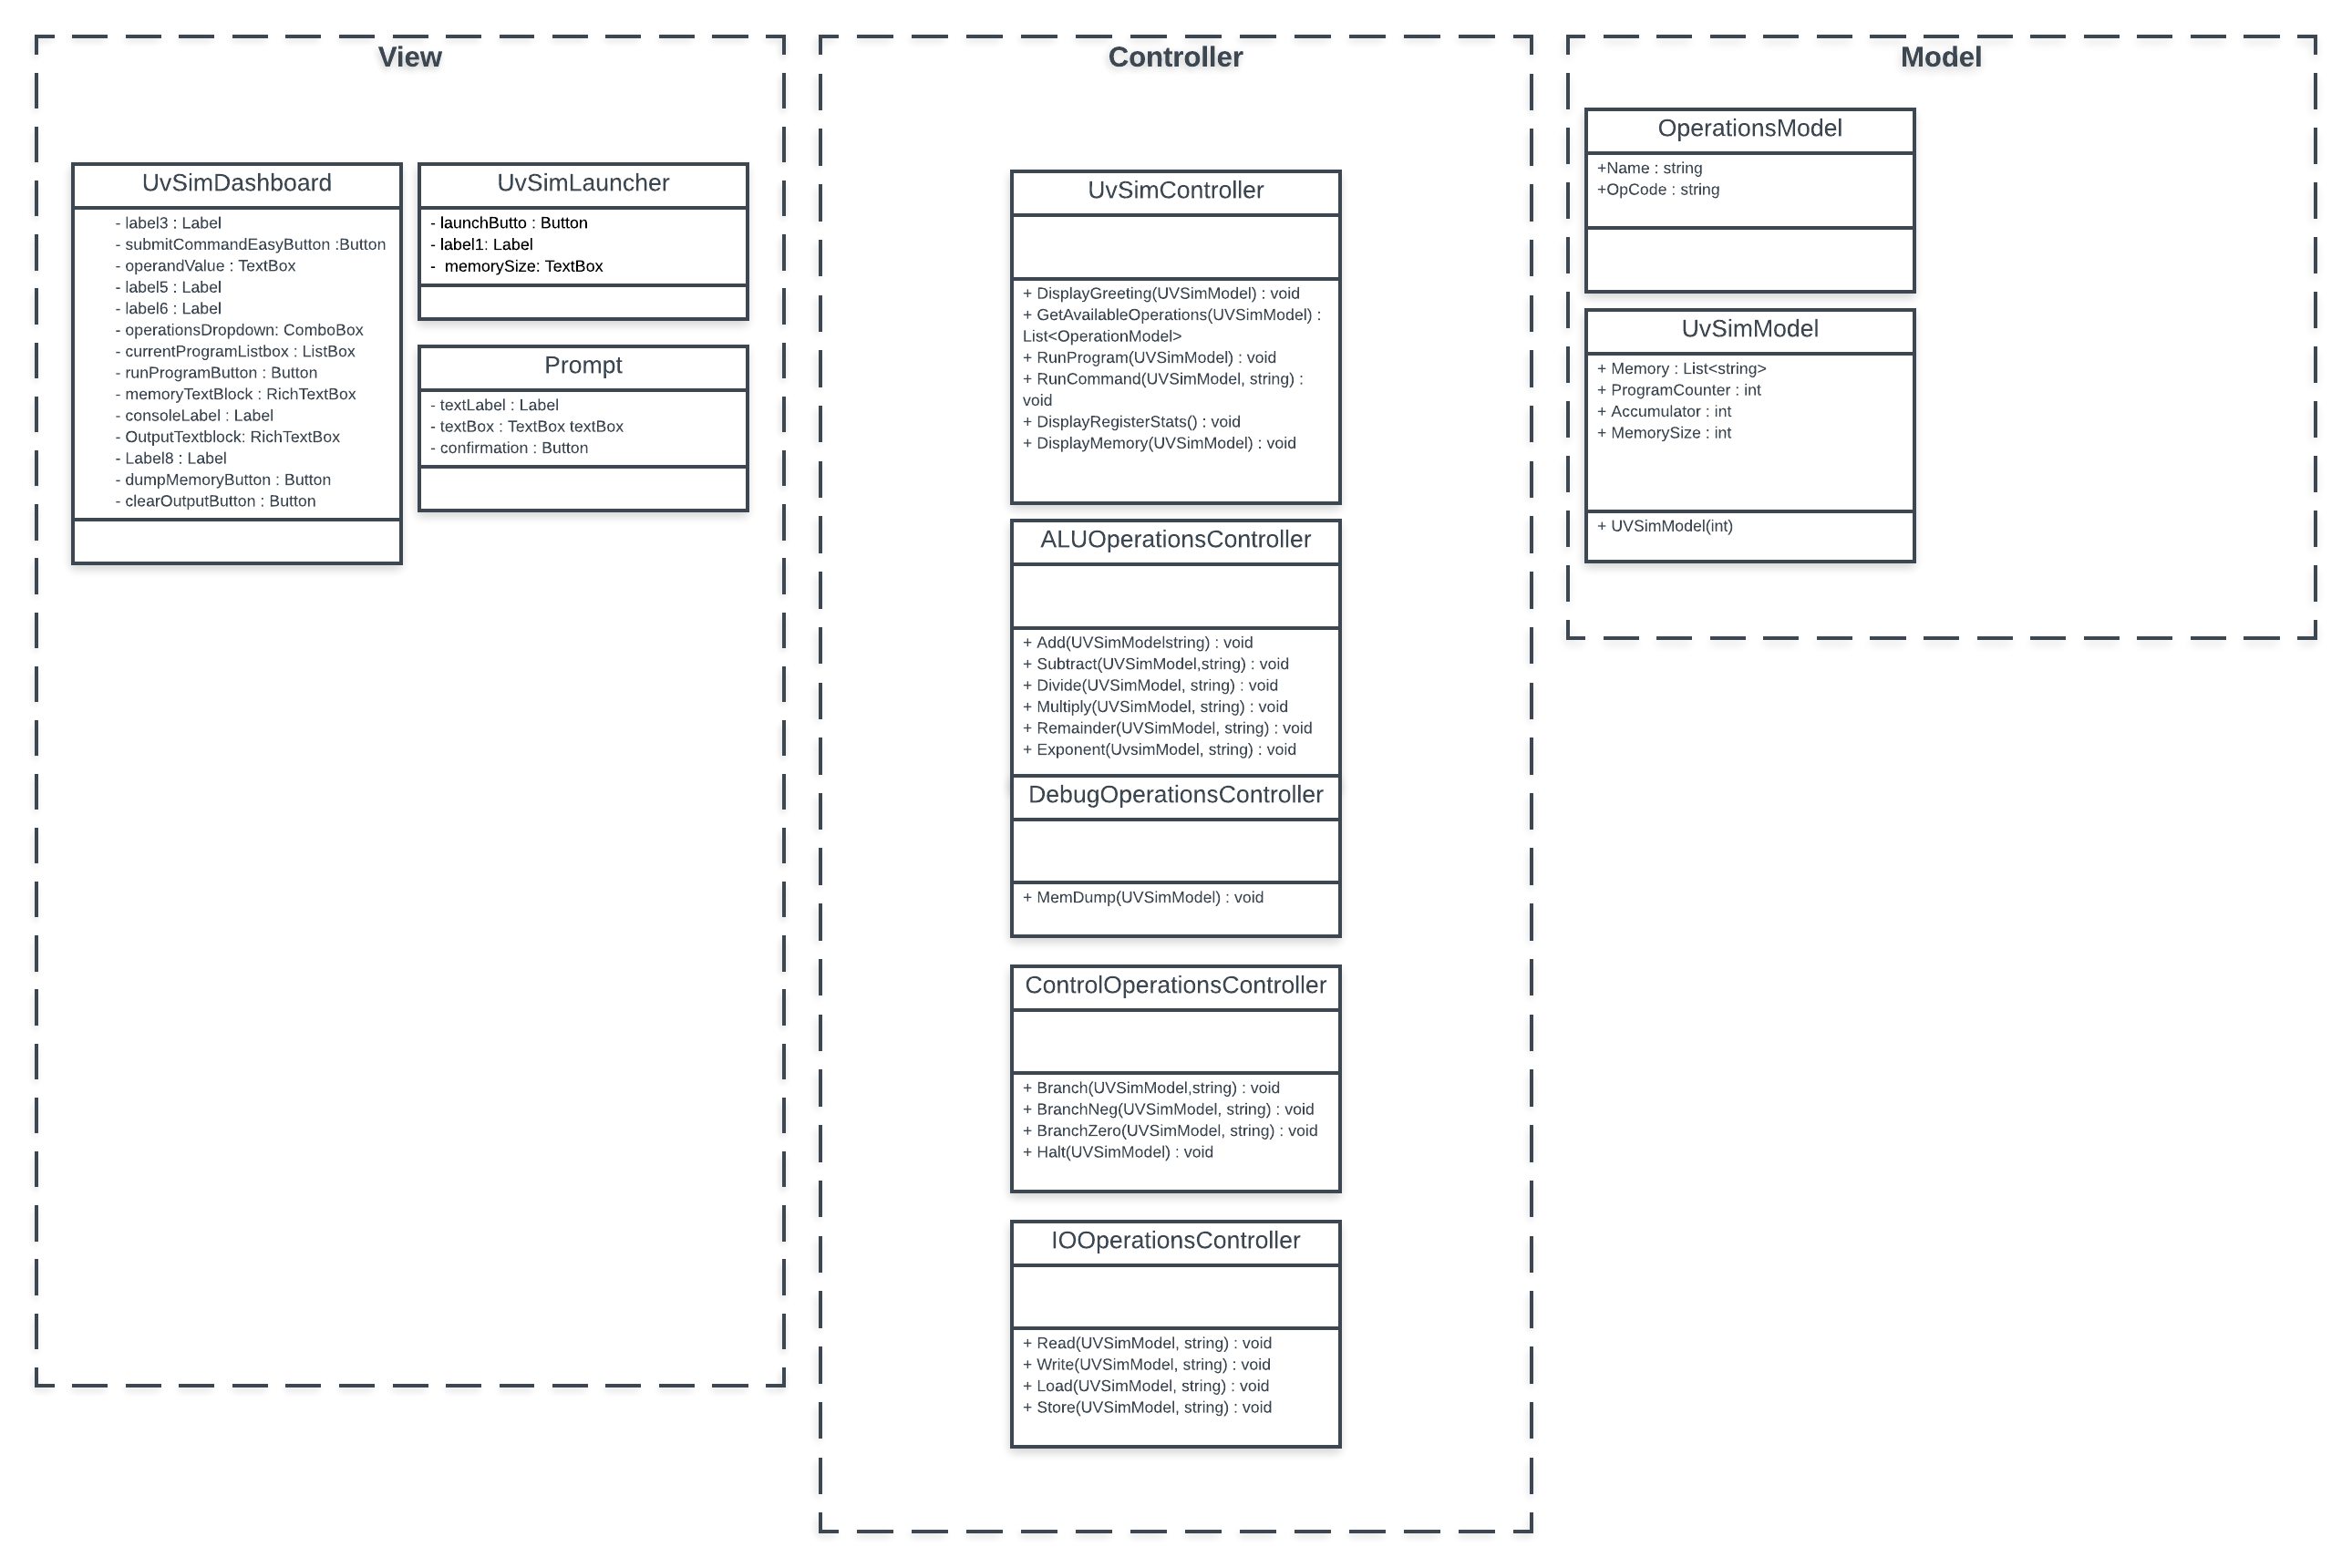 View
UvSimDashboard
- label3 : Label
- submitCommandEasyButton :Button
- operandValue : TextBox
- label5 : Label
- label6 : Label
- operationsDropdown: ComboBox
- currentProgramListbox : ListBox
- runProgramButton : Button
- memoryTextBlock : RichTextBox
- consoleLabel : Label
- OutputTextblock: RichTextBox
- Label8 : Label
- dumpMemoryButton : Button
- clearOutputButton : Button
UvSimLauncher
- launchButto : Button
- label1: Label
- memorySize: TextBox
Prompt
- textLabel : Label
- textBox : TextBox textBox
- confirmation : Button
Controller
UvSimController
+ DisplayGreeting(UVSimModel) : void
+ GetAvailableOperations(UVSimModel) :
List<OperationModel>
+ RunProgram(UVSimModel) : void
+ RunCommand(UVSimModel, string) :
void
+ DisplayRegisterStats() : void
+ DisplayMemory(UVSimModel) : void
ALUOperationsController
+ Add(UVSimModelstring) : void
+ Subtract(UVSimModel,string) : void
+ Divide(UVSimModel, string) : void
+ Multiply(UVSimModel, string) : void
+ Remainder(UVSimModel, string) : void
+ Exponent(UvsimModel, string) : void
DebugOperationsController
+ MemDump(UVSimModel) : void
ControlOperationsController
+ Branch(UVSimModel,string) : void
+ BranchNeg(UVSimModel, string) : void
+ BranchZero(UVSimModel, string) : void
+ Halt(UVSimModel) : void
IOOperationsController
+ Read(UVSimModel, string) : void
+ Write(UVSimModel, string) : void
+ Load(UVSimModel, string) : void
+ Store(UVSimModel, string) : void
Model
OperationsModel
+Name : string
+OpCode : string
UvSimModel
+ Memory : List<string>
+ ProgramCounter : int
+ Accumulator : int
+ MemorySize : int
+ UVSimModel(int)